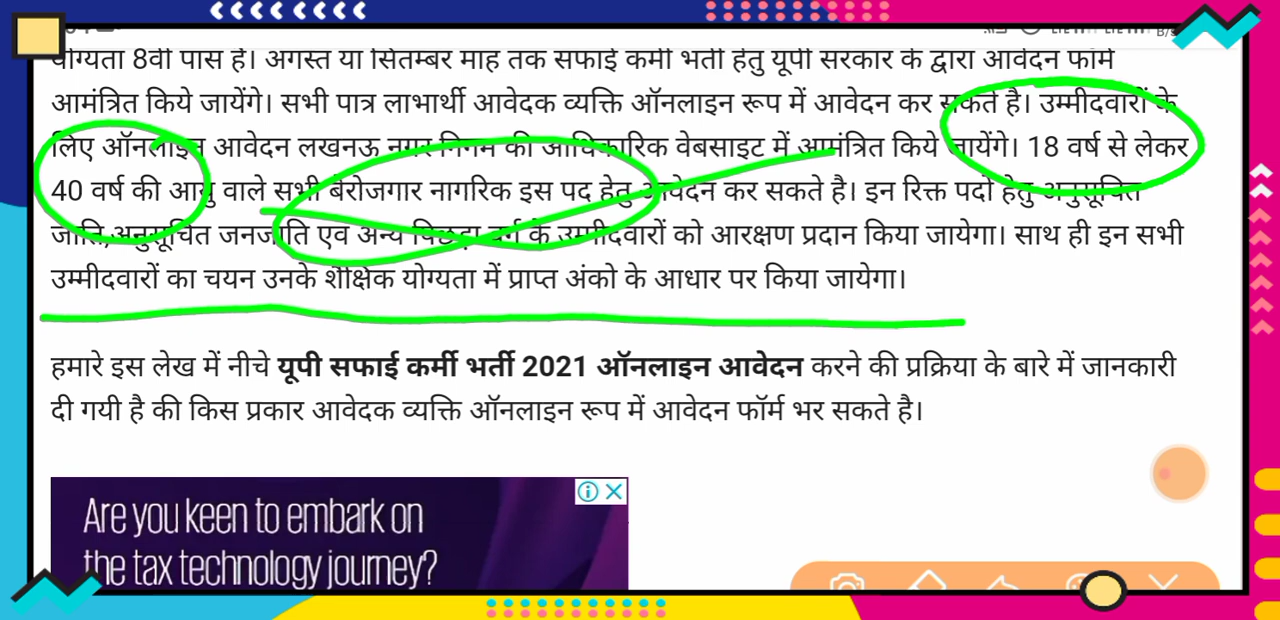 योग्यता 8वीं पास है। अगस्त या सितम्बर माह तक सफाई कर्मी भर्ती हेतु यूपी सरकार के द्वारा आवेदन फॉर्म
आमंत्रित किये जायेंगे। सभी पात्र लाभार्थी आवेदक व्यक्ति ऑनलाइन रूप में आवेदन कर सकते है। उम्मीदवारों के
लिए ऑनलाइन आवेदन लखनऊ नगर निगम की आधिकारिक वेबसाइट में आमंत्रित किये जायेंगे। 18 वर्ष से लेकर
40 वर्ष की आयु वाले सभी बेरोजगार नागरिक इस पद हेतु आवेदन कर सकते है। इन रिक्त पदों हेतु अनुसूचित
जाति,अनुसूचित जनजाति एवं अन्य पिछड़ा वर्ग के उम्मीदवारों को आरक्षण प्रदान किया जायेगा। साथ ही इन सभी
उम्मीदवारों का चयन उनके शैक्षिक योग्यता में प्राप्त अंको के आधार पर किया जायेगा।
हमारे इस लेख में नीचे यूपी सफाई कर्मी भर्ती 2021 ऑनलाइन आवेदन करने की प्रक्रिया के बारे में जानकारी
दी गयी है की किस प्रकार आवेदक व्यक्ति ऑनलाइन रूप में आवेदन फॉर्म भर सकते है।
Are you keen to embark on
the tax technology journey?